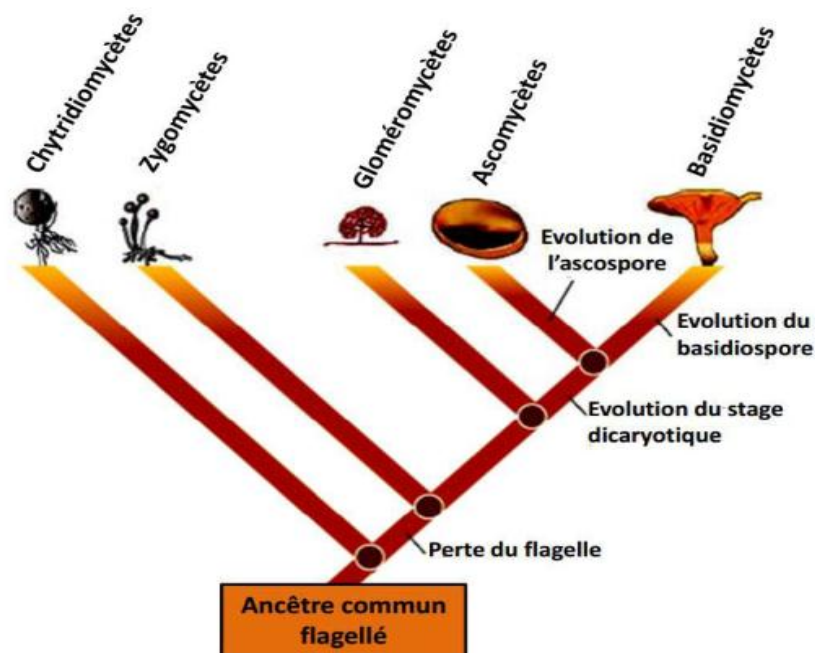 Chytridiomycètes
Zygomycètes
Gloméromycètes
Ascomycètes
Basidiomycètes
Evolution de
l'ascospore
Evolution du
basidiospore
Evolution du stage
dicaryotique
Perte du flagelle
Ancêtre commun
flagellé